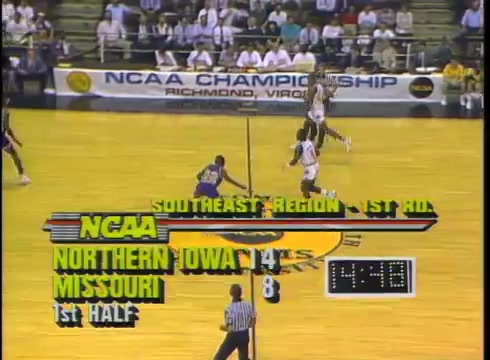 NCAA CHAMPIONSHIP
RICHMOND, VIRG
SOUTHEAST REGION - 1ST RD.
NCAA
NORTHERN IOWA 14
MISSOURI 8
1st HALF
14:48